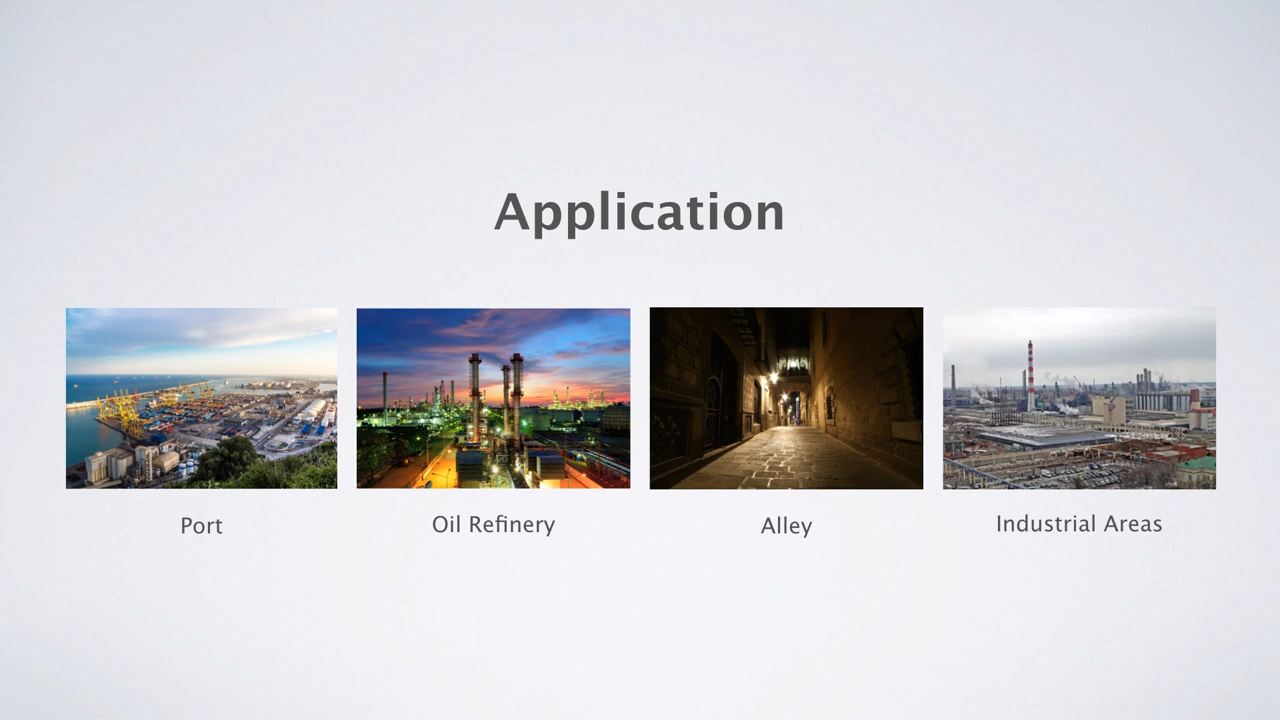 Application
Port
Oil Refinery
Alley
Industrial Areas